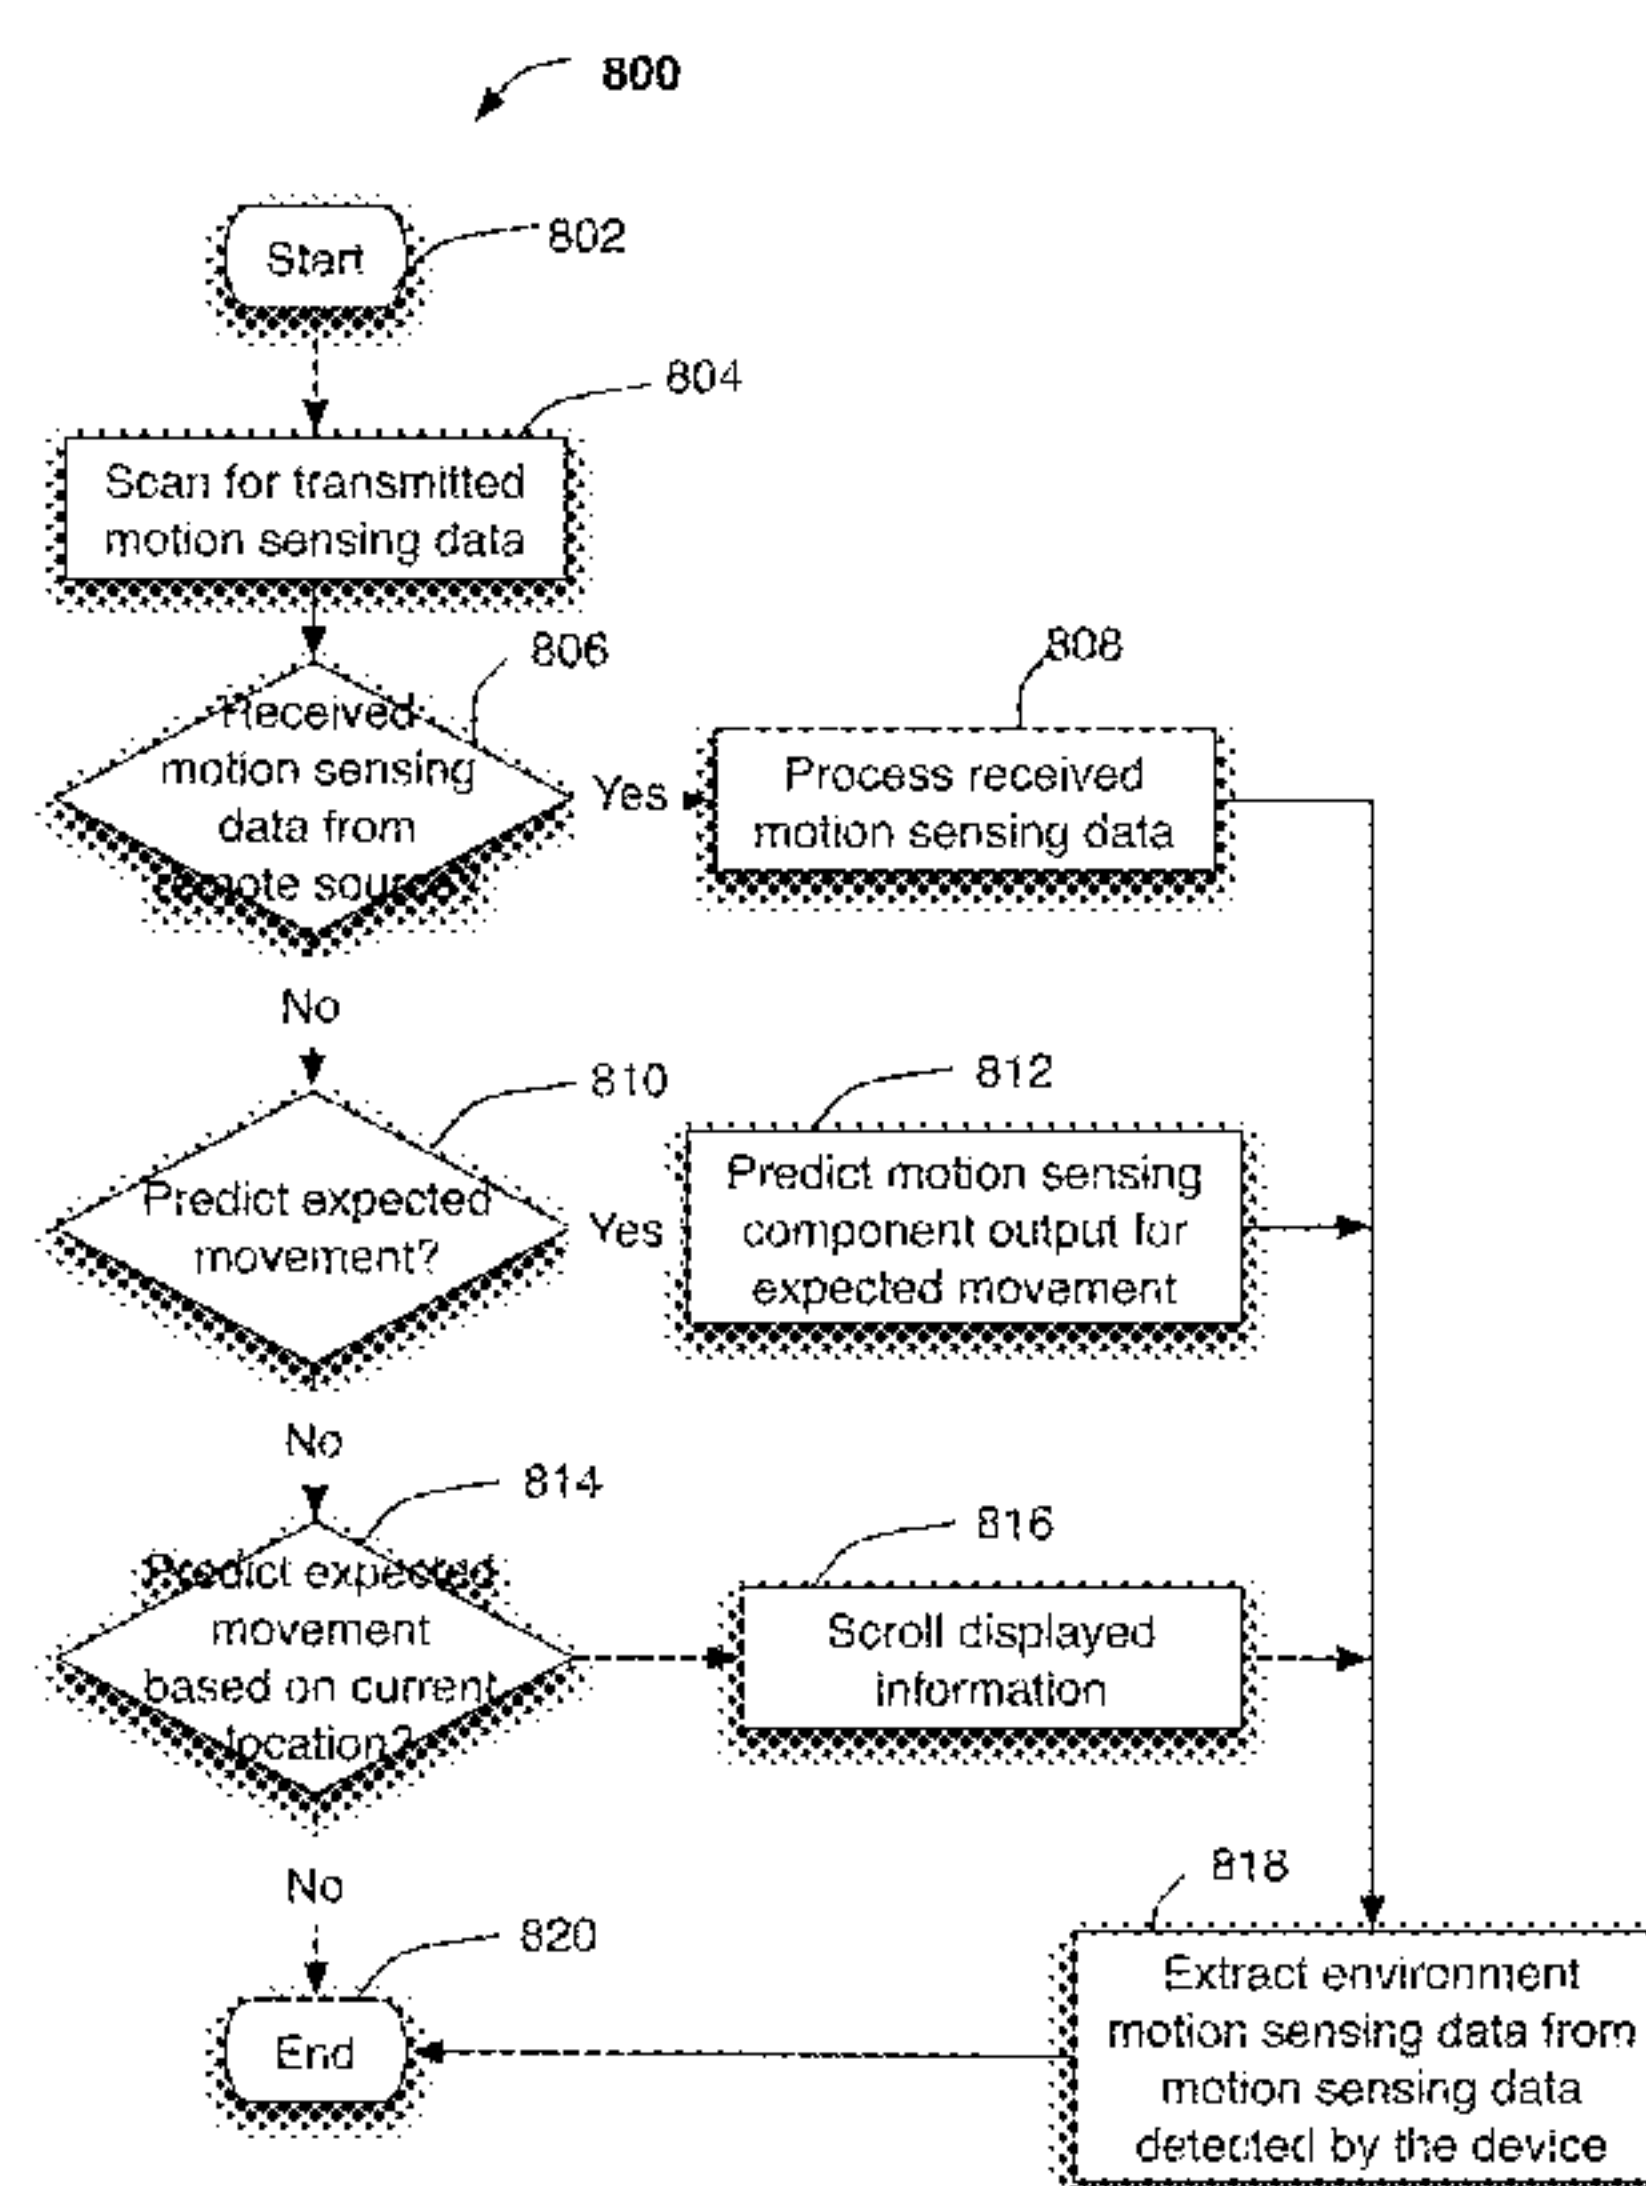 800
Start
802
804
Scan for transmitted
motion sensing data
806
Received
motion sensing
data from
remote source
Yes
808
Process received
motion sensing data
No
810
Predict expected
movement?
Yes
812
Predict motion sensing
component output for
expected movement
No
814
Predict expected
movement
based on current
location?
816
Scroll displayed
information
No
818
820
End
Extract environment
motion sensing data from
motion sensing data
detected by the device